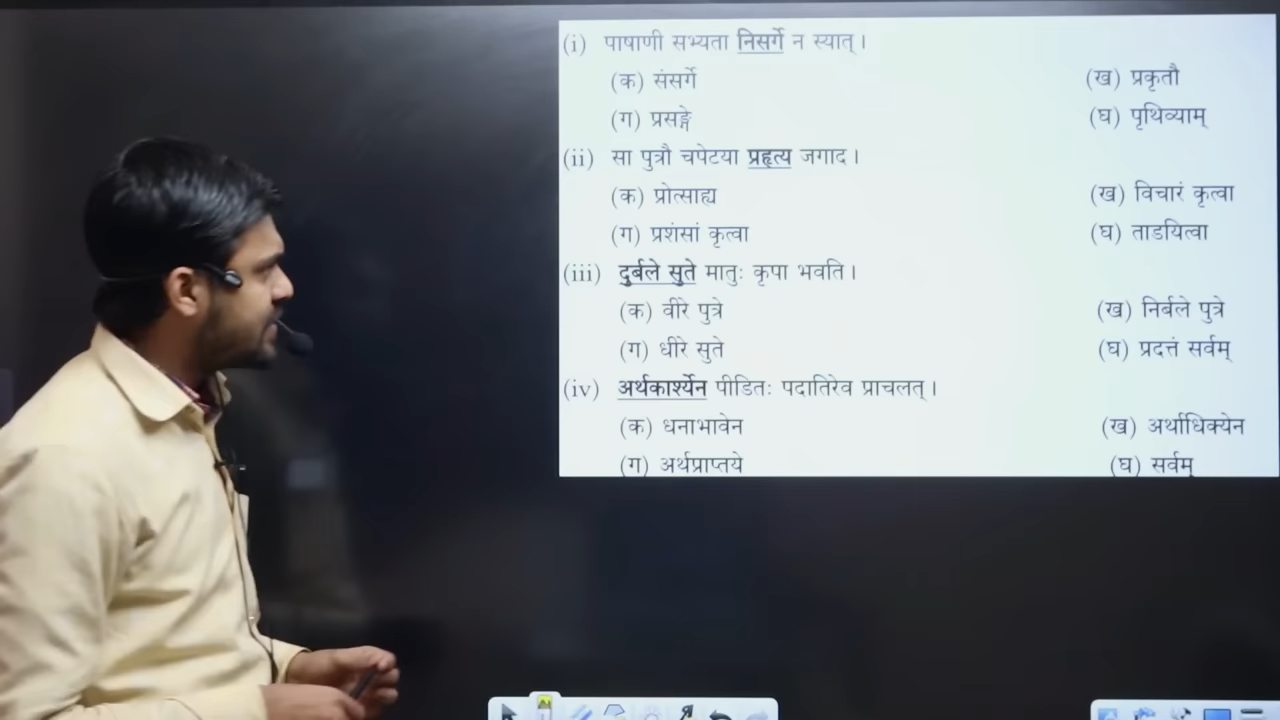 (i) पाषाणी सभ्यता निसर्गे न स्यात्।
(क) संसर्गे (ख) प्रकृतौ
(ग) प्रसङ्गे (घ) पृथिव्याम्
(ii) सा पुत्रौ चपेटया प्रहृत्य जगाद।
(क) प्रोत्साह्य (ख) विचारं कृत्वा
(ग) प्रशंसां कृत्वा (घ) ताडयित्वा
(iii) दुर्बले सुते मातुः कृपा भवति।
(क) वीरे पुत्रे (ख) निर्बले पुत्रे
(ग) धीरे सुते (घ) प्रदत्तं सर्वम्
(iv) अर्थकार्श्येन पीडितः पदातिरेव प्राचलत्।
(क) धनाभावेन (ख) अर्थाधिक्येन
(ग) अर्थप्राप्तये (घ) सर्वम्